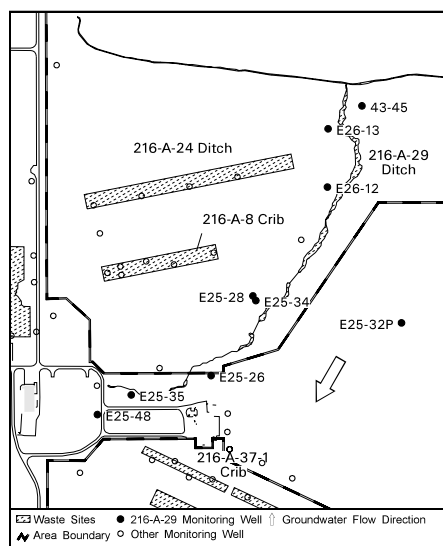 43-45
E26-13
216-A-24 Ditch
216-A-29
Ditch
E26-12
216-A-8 Crib
E25-28
E25-34
E25-32P
E25-26
E25-35
E25-48
216-A-37-1
Crib
Waste Sites
216-A-29 Monitoring Well
Groundwater Flow Direction
Area Boundary
Other Monitoring Well